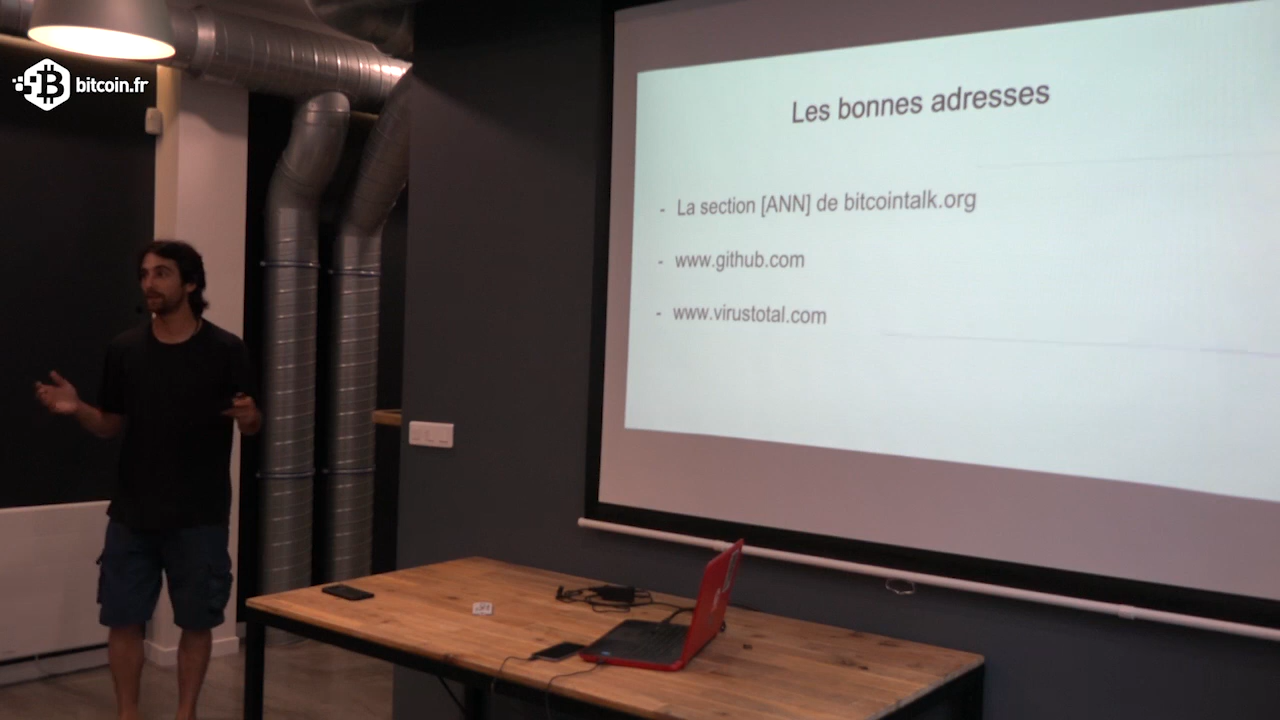 bitcoin.fr
Les bonnes adresses
- La section [ANN] de bitcointalk.org
- www.github.com
- www.virustotal.com